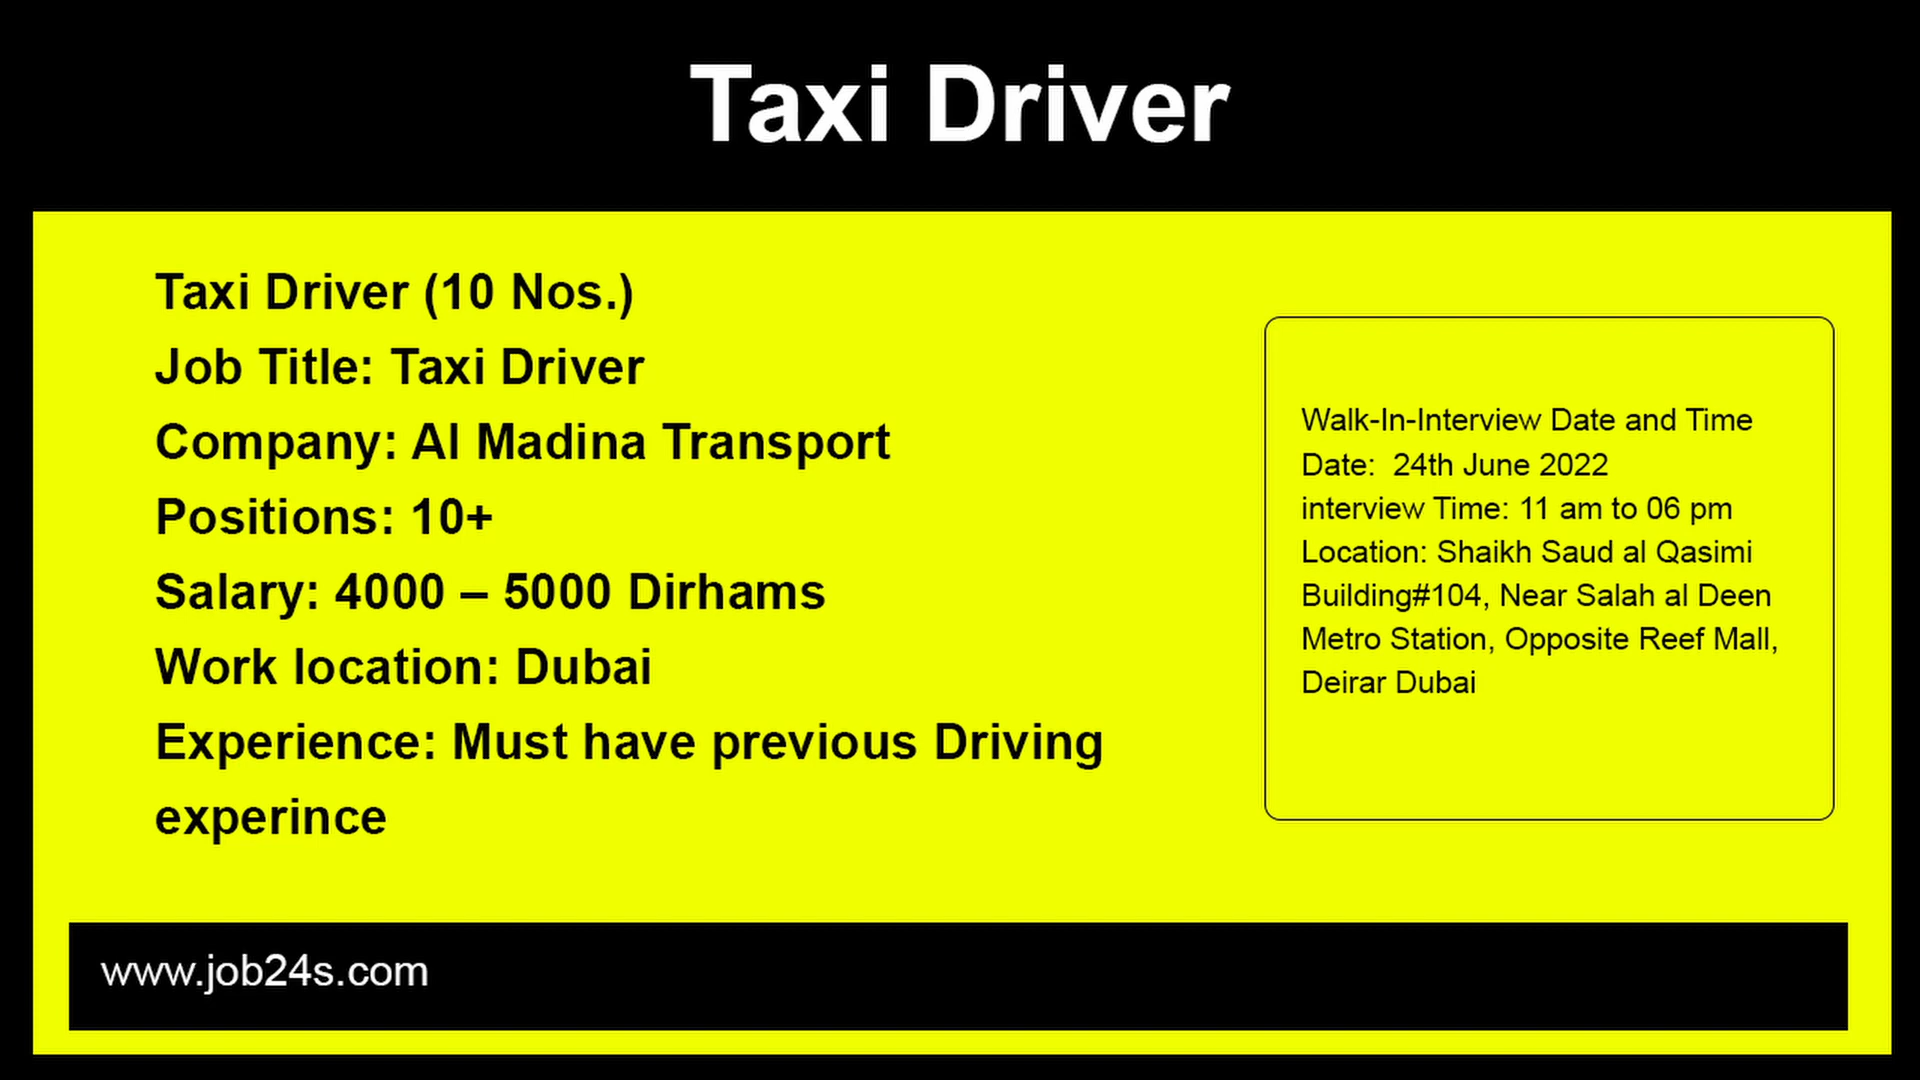 Taxi Driver
Taxi Driver (10 Nos.)
Job Title: Taxi Driver
Company: Al Madina Transport
Positions: 10+
Salary: 4000 – 5000 Dirhams
Work location: Dubai
Experience: Must have previous Driving
experince
Walk-In-Interview Date and Time
Date:  24th June 2022
interview Time: 11 am to 06 pm
Location: Shaikh Saud al Qasimi
Building#104, Near Salah al Deen
Metro Station, Opposite Reef Mall,
Deirar Dubai
www.job24s.com